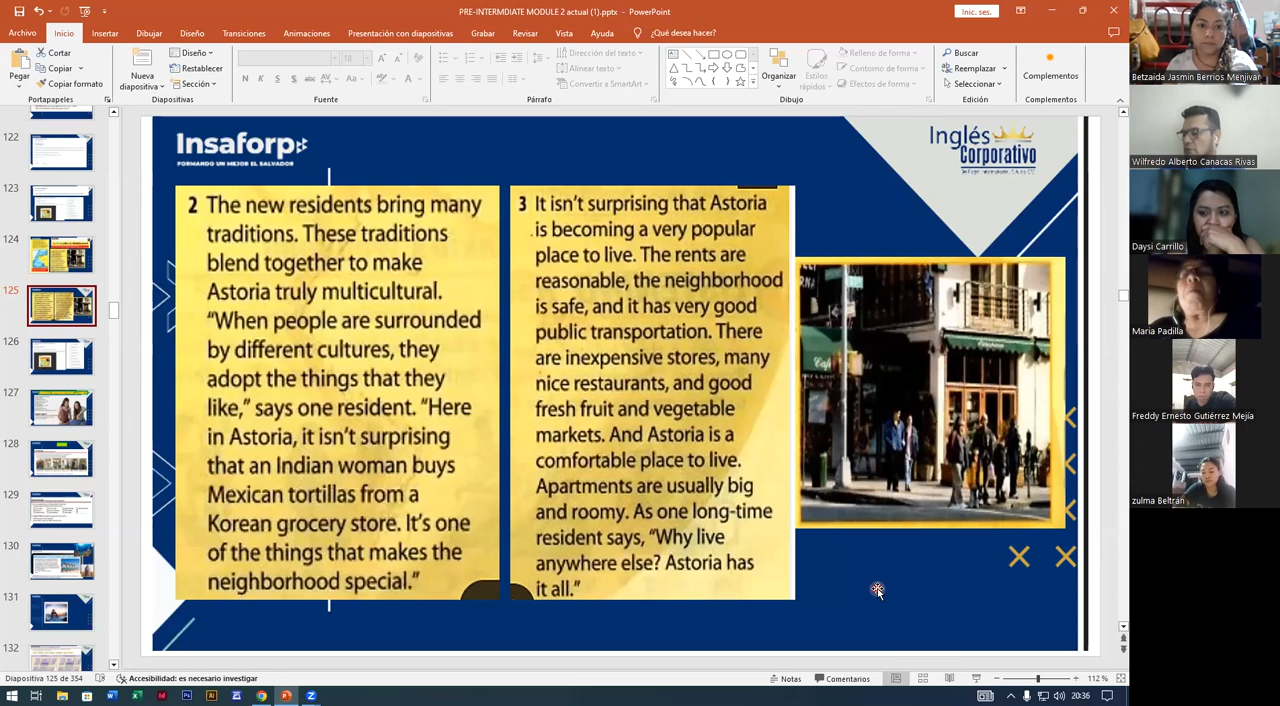 PRE-INTERMDIATE MODULE 2 actual (1).pptx - PowerPoint
Inic. ses.
Archivo Inicio Insertar Dibujar Diseño Transiciones Animaciones Presentación con diapositivas Grabar Revisar Vista Ayuda ¿Qué desea hacer?
Pegar
Cortar
Copiar
Copiar formato
Portapapeles
Nueva
diapositiva
Diseño
Restablecer
Sección
Diapositivas
18
N K S S abc AV Aa
Fuente
Dirección del texto
Alinear texto
Convertir a SmartArt
Párrafo
Organizar
Estilos
rápidos
Relleno de forma
Contorno de forma
Efectos de forma
Dibujo
Buscar
Reemplazar
Seleccionar
Edición
Complementos
Complementos
122
123
124
125
126
127
128
129
130
131
132
Insaforp
FORMANDO UN MEJOR EL SALVADOR
Inglés
Corporativo
2 The new residents bring many
traditions. These traditions
blend together to make
Astoria truly multicultural.
“When people are surrounded
by different cultures, they
adopt the things that they
like,” says one resident. “Here
in Astoria, it isn’t surprising
that an Indian woman buys
Mexican tortillas from a
Korean grocery store. It’s one
of the things that makes the
neighborhood special.”
3 It isn’t surprising that Astoria
is becoming a very popular
place to live. The rents are
reasonable, the neighborhood
is safe, and it has very good
public transportation. There
are inexpensive stores, many
nice restaurants, and good
fresh fruit and vegetable
markets. And Astoria is a
comfortable place to live.
Apartments are usually big
and roomy. As one long-time
resident says, “Why live
anywhere else? Astoria has
it all.”
Betzaida Jasmin Berrios Menjivar
Wilfredo Alberto Canacas Rivas
Daysi Carrillo
Maria Padilla
Freddy Ernesto Gutiérrez Mejía
zulma Beltrán
Diapositiva 125 de 354
Accesibilidad: es necesario investigar
Notas
Comentarios
112 %
20:36